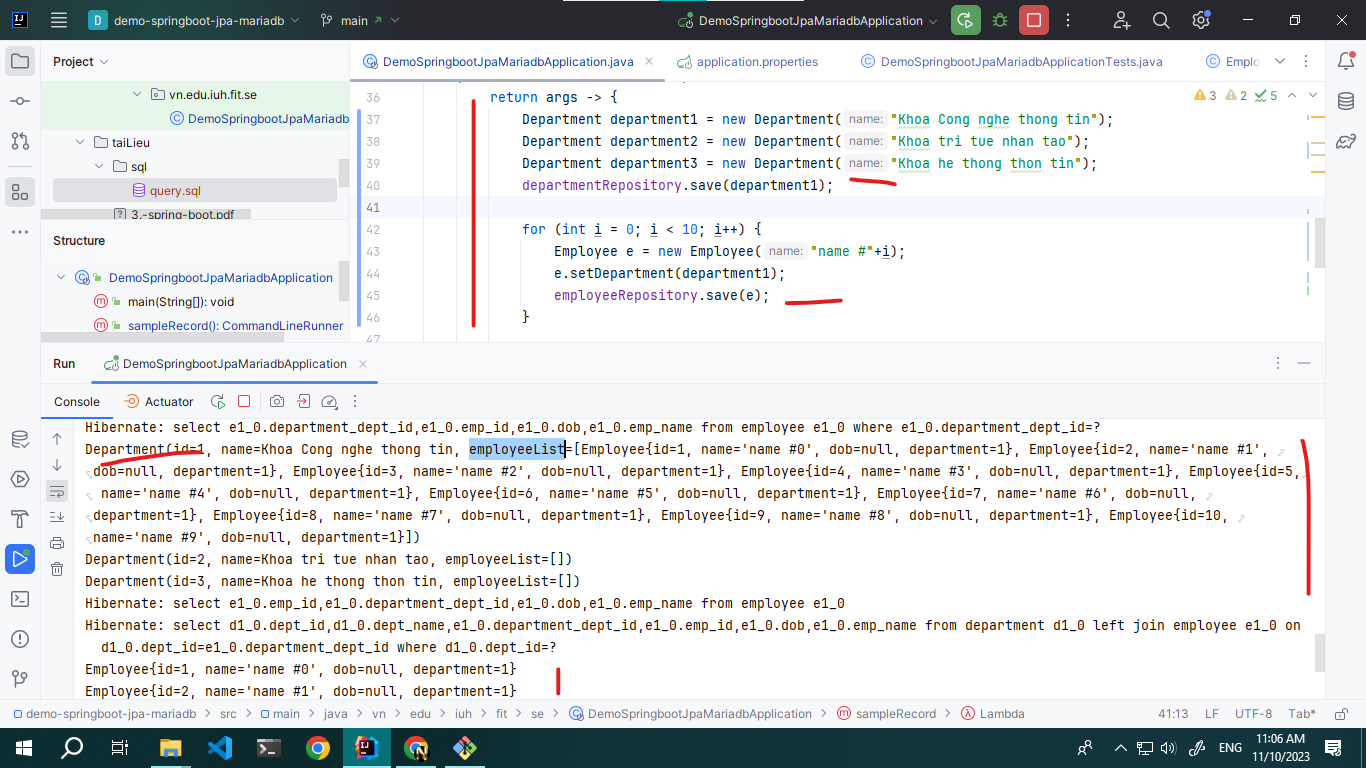 demo-springboot-jpa-mariadb
main
DemoSpringbootJpaMariadbApplication
Project
DemoSpringbootJpaMariadbApplication.java
application.properties
DemoSpringbootJpaMariadbApplicationTests.java
Emplo
vn.edu.iuh.fit.se
DemoSpringbootJpaMariadb
taiLieu
sql
query.sql
3.-spring-boot.pdf
Structure
DemoSpringbootJpaMariadbApplication
main(String[]): void
sampleRecord(): CommandLineRunner
3 2 5
36 return args -> {
37 Department department1 = new Department( name: "Khoa Cong nghe thong tin");
38 Department department2 = new Department( name: "Khoa tri tue nhan tao");
39 Department department3 = new Department( name: "Khoa he thong thon tin");
40 departmentRepository.save(department1);
41
42 for (int i = 0; i < 10; i++) {
43 Employee e = new Employee( name: "name #"+i);
44 e.setDepartment(department1);
45 employeeRepository.save(e);
46 }
47
Run DemoSpringbootJpaMariadbApplication
Console Actuator
Hibernate: select e1_0.department_dept_id,e1_0.emp_id,e1_0.dob,e1_0.emp_name from employee e1_0 where e1_0.department_dept_id=?
Department(id=1, name=Khoa Cong nghe thong tin, employeeList=[Employee{id=1, name='name #0', dob=null, department=1}, Employee{id=2, name='name #1',
dob=null, department=1}, Employee{id=3, name='name #2', dob=null, department=1}, Employee{id=4, name='name #3', dob=null, department=1}, Employee{id=5,
name='name #4', dob=null, department=1}, Employee{id=6, name='name #5', dob=null, department=1}, Employee{id=7, name='name #6', dob=null,
department=1}, Employee{id=8, name='name #7', dob=null, department=1}, Employee{id=9, name='name #8', dob=null, department=1}, Employee{id=10,
name='name #9', dob=null, department=1}])
Department(id=2, name=Khoa tri tue nhan tao, employeeList=[])
Department(id=3, name=Khoa he thong thon tin, employeeList=[])
Hibernate: select e1_0.emp_id,e1_0.department_dept_id,e1_0.dob,e1_0.emp_name from employee e1_0
Hibernate: select d1_0.dept_id,d1_0.dept_name,e1_0.department_dept_id,e1_0.emp_id,e1_0.dob,e1_0.emp_name from department d1_0 left join employee e1_0 on
d1_0.dept_id=e1_0.department_dept_id where d1_0.dept_id=?
Employee{id=1, name='name #0', dob=null, department=1}
Employee{id=2, name='name #1', dob=null, department=1}
demo-springboot-jpa-mariadb > src > main > java > vn > edu > iuh > fit > se > DemoSpringbootJpaMariadbApplication > sampleRecord > Lambda
41:13 LF UTF-8 Tab*
ENG
11:06 AM
11/10/2023